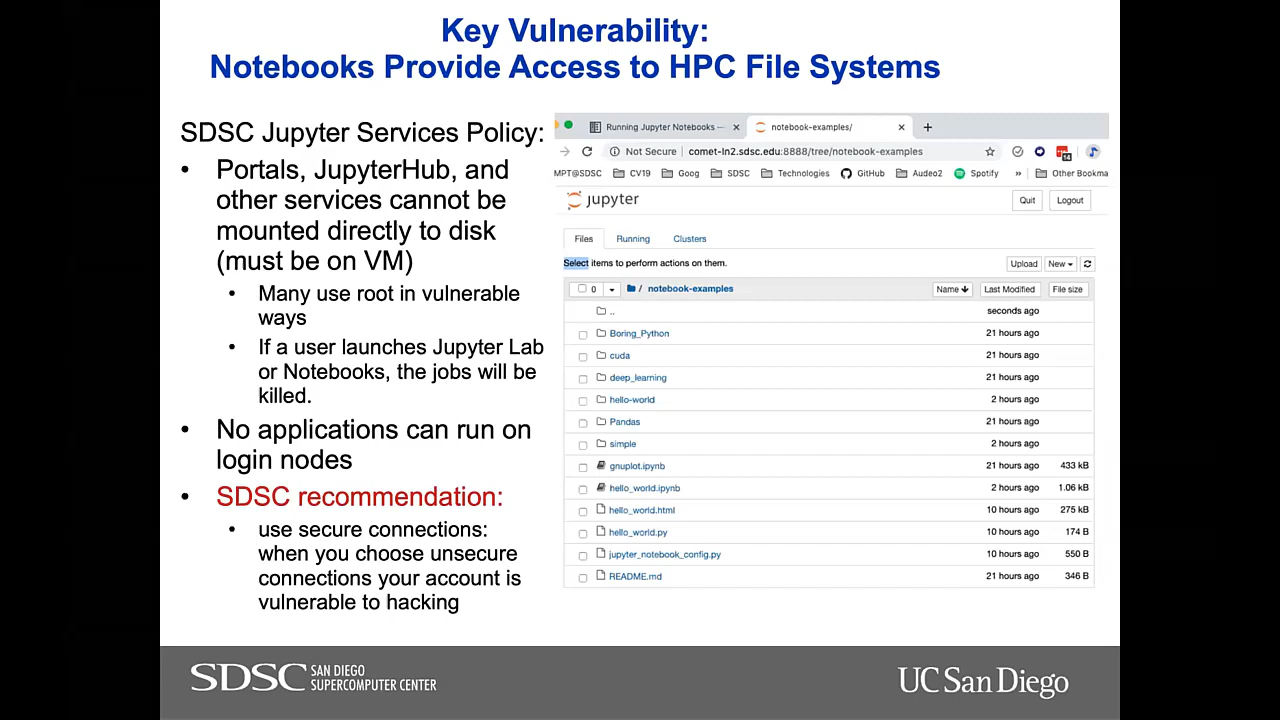 Key Vulnerability:
Notebooks Provide Access to HPC File Systems
SDSC Jupyter Services Policy:
• Portals, JupyterHub, and
other services cannot be
mounted directly to disk
(must be on VM)
• Many use root in vulnerable
ways
• If a user launches Jupyter Lab
or Notebooks, the jobs will be
killed.
• No applications can run on
login nodes
• SDSC recommendation:
• use secure connections:
when you choose unsecure
connections your account is
vulnerable to hacking
Running Jupyter Notebooks — notebook-examples/
Not Secure comet-ln2.sdsc.edu:8888/tree/notebook-examples 14
MPT@SDSC CV19 Goog SDSC Technologies GitHub Audeo2 Spotify » Other Bookma
jupyter Quit Logout
Files Running Clusters
Select items to perform actions on them. Upload New
0 / notebook-examples Name Last Modified File size
.. seconds ago
Boring_Python 21 hours ago
cuda 21 hours ago
deep_learning 21 hours ago
hello-world 2 hours ago
Pandas 21 hours ago
simple 2 hours ago
gnuplot.ipynb 21 hours ago 433 kB
hello_world.ipynb 2 hours ago 1.06 kB
hello_world.html 10 hours ago 275 kB
hello_world.py 10 hours ago 174 B
jupyter_notebook_config.py 10 hours ago 550 B
README.md 21 hours ago 346 B
SDSC SAN DIEGO
SUPERCOMPUTER CENTER
UC San Diego